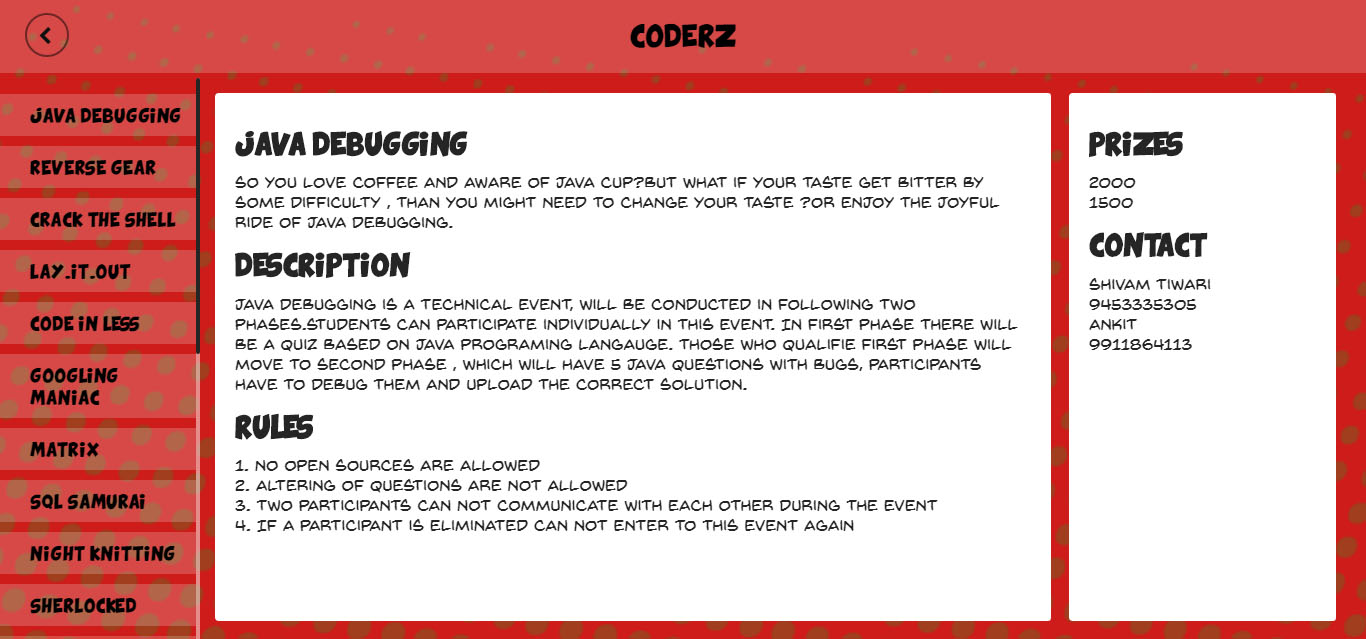 CODERZ
JAVA DEBUGGING
REVERSE GEAR
CRACK THE SHELL
LAY_IT_OUT
CODE IN LESS
GOOGLING
MANIAC
MATRIX
SQL SAMURAI
NIGHT KNITTING
SHERLOCKED
JAVA DEBUGGING
SO YOU LOVE COFFEE AND AWARE OF JAVA CUP?BUT WHAT IF YOUR TASTE GET BITTER BY
SOME DIFFICULTY , THAN YOU MIGHT NEED TO CHANGE YOUR TASTE ?OR ENJOY THE JOYFUL
RIDE OF JAVA DEBUGGING.
DESCRIPTION
JAVA DEBUGGING IS A TECHNICAL EVENT, WILL BE CONDUCTED IN FOLLOWING TWO
PHASES.STUDENTS CAN PARTICIPATE INDIVIDUALLY IN THIS EVENT. IN FIRST PHASE THERE WILL
BE A QUIZ BASED ON JAVA PROGRAMING LANGAUGE. THOSE WHO QUALIFIE FIRST PHASE WILL
MOVE TO SECOND PHASE , WHICH WILL HAVE 5 JAVA QUESTIONS WITH BUGS, PARTICIPANTS
HAVE TO DEBUG THEM AND UPLOAD THE CORRECT SOLUTION.
RULES
1. NO OPEN SOURCES ARE ALLOWED
2. ALTERING OF QUESTIONS ARE NOT ALLOWED
3. TWO PARTICIPANTS CAN NOT COMMUNICATE WITH EACH OTHER DURING THE EVENT
4. IF A PARTICIPANT IS ELIMINATED CAN NOT ENTER TO THIS EVENT AGAIN
PRIZES
2000
1500
CONTACT
SHIVAM TIWARI
9453335305
ANKIT
9911864113